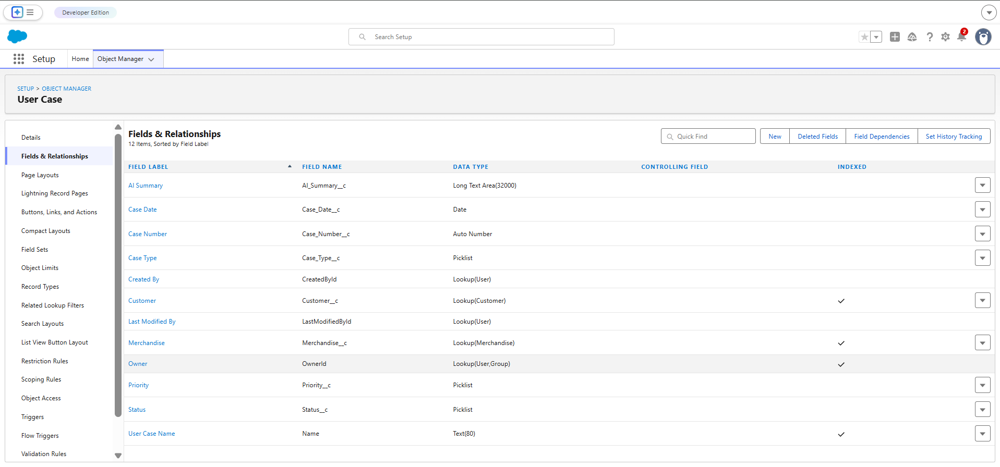 Developer Edition
Search Setup
2
Setup
Home
Object Manager
SETUP > OBJECT MANAGER
User Case
Details
Fields & Relationships
Page Layouts
Lightning Record Pages
Buttons, Links, and Actions
Compact Layouts
Field Sets
Object Limits
Record Types
Related Lookup Filters
Search Layouts
List View Button Layout
Restriction Rules
Scoping Rules
Object Access
Triggers
Flow Triggers
Validation Rules
Fields & Relationships
12 Items, Sorted by Field Label
Quick Find
New
Deleted Fields
Field Dependencies
Set History Tracking
FIELD LABEL FIELD NAME DATA TYPE CONTROLLING FIELD INDEXED
AI Summary AI_Summary__c Long Text Area(32000)
Case Date Case_Date__c Date
Case Number Case_Number__c Auto Number
Case Type Case_Type__c Picklist
Created By CreatedById Lookup(User)
Customer Customer__c Lookup(Customer)
Last Modified By LastModifiedById Lookup(User)
Merchandise Merchandise__c Lookup(Merchandise)
Owner OwnerId Lookup(User,Group)
Priority Priority__c Picklist
Status Status__c Picklist
User Case Name Name Text(80)